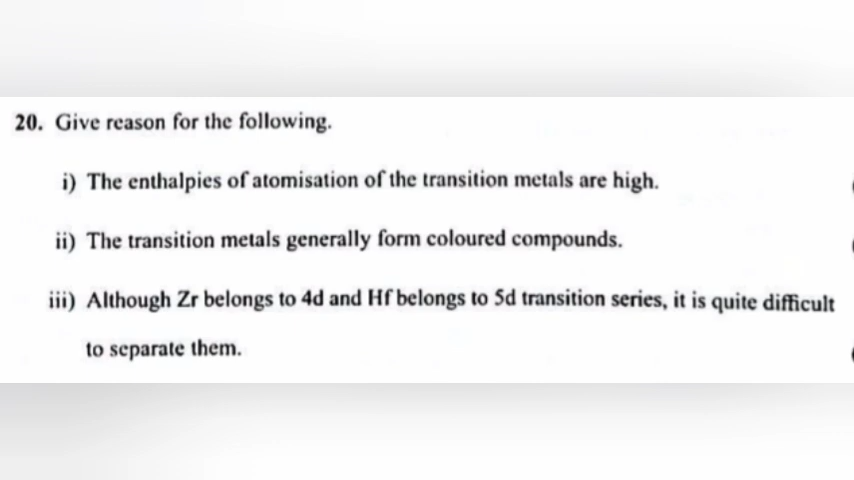 20. Give reason for the following.
i) The enthalpies of atomisation of the transition metals are high.
ii) The transition metals generally form coloured compounds.
iii) Although Zr belongs to 4d and Hf belongs to 5d transition series, it is quite difficult
to separate them.